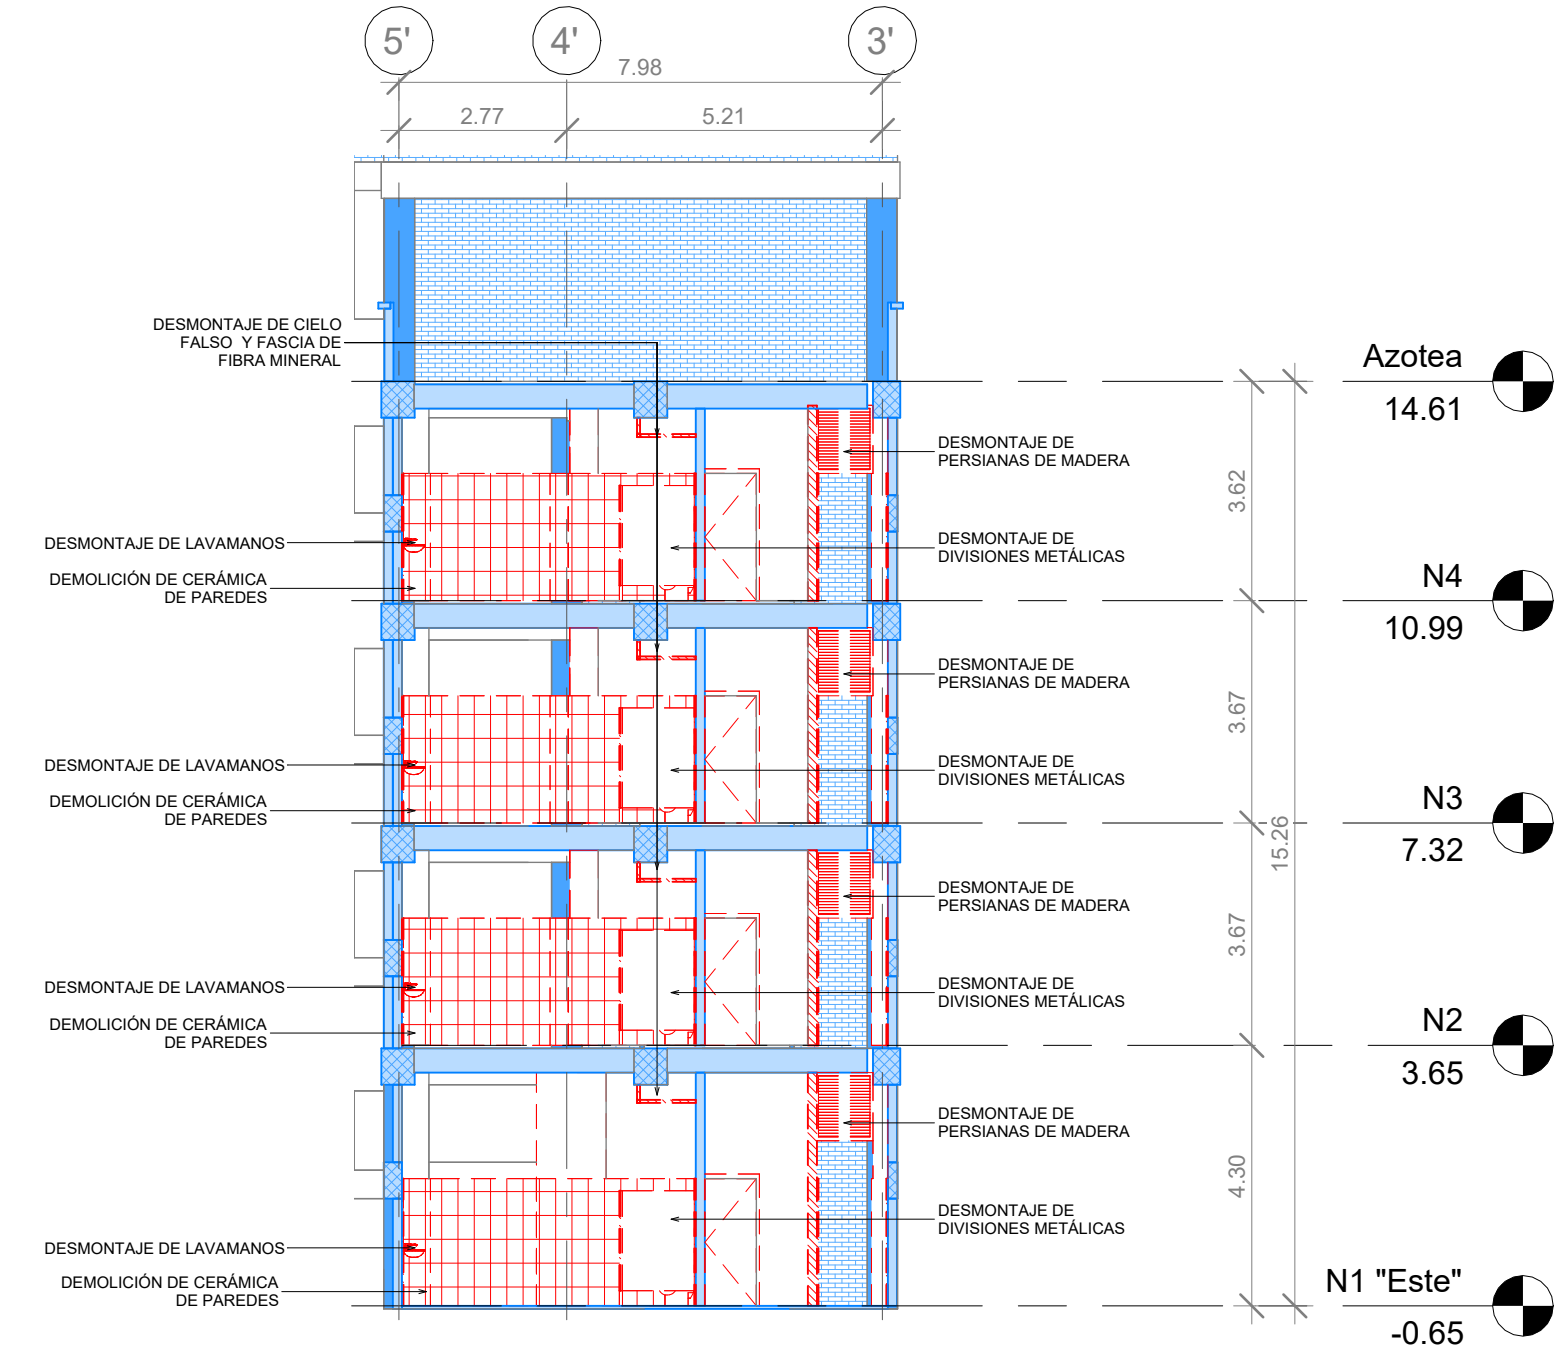 5'
4'
3'
7.98
2.77
5.21
DESMONTAJE DE CIELO
FALSO Y FASCIA DE
FIBRA MINERAL
Azotea
14.61
DESMONTAJE DE
PERSIANAS DE MADERA
3.62
DESMONTAJE DE LAVAMANOS
DESMONTAJE DE
DIVISIONES METÁLICAS
DEMOLICIÓN DE CERÁMICA
DE PAREDES
N4
10.99
DESMONTAJE DE
PERSIANAS DE MADERA
3.67
DESMONTAJE DE LAVAMANOS
DESMONTAJE DE
DIVISIONES METÁLICAS
DEMOLICIÓN DE CERÁMICA
DE PAREDES
N3
7.32
15.26
DESMONTAJE DE
PERSIANAS DE MADERA
3.67
DESMONTAJE DE LAVAMANOS
DESMONTAJE DE
DIVISIONES METÁLICAS
DEMOLICIÓN DE CERÁMICA
DE PAREDES
N2
3.65
DESMONTAJE DE
PERSIANAS DE MADERA
4.30
DESMONTAJE DE
DIVISIONES METÁLICAS
DESMONTAJE DE LAVAMANOS
DEMOLICIÓN DE CERÁMICA
DE PAREDES
N1 "Este"
-0.65